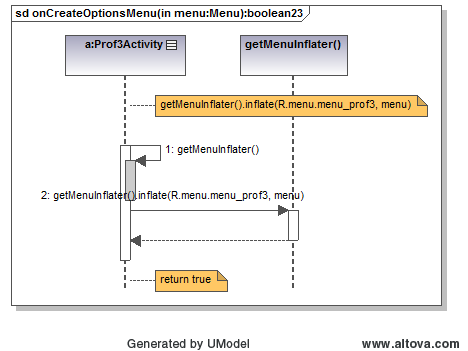 sd onCreateOptionsMenu(in menu:Menu):boolean23
a:Prof3Activity
getMenuInflater()
getMenuInflater().inflate(R.menu.menu_prof3, menu)
1: getMenuInflater()
2: getMenuInflater().inflate(R.menu.menu_prof3, menu)
return true
Generated by UModel
www.altova.com